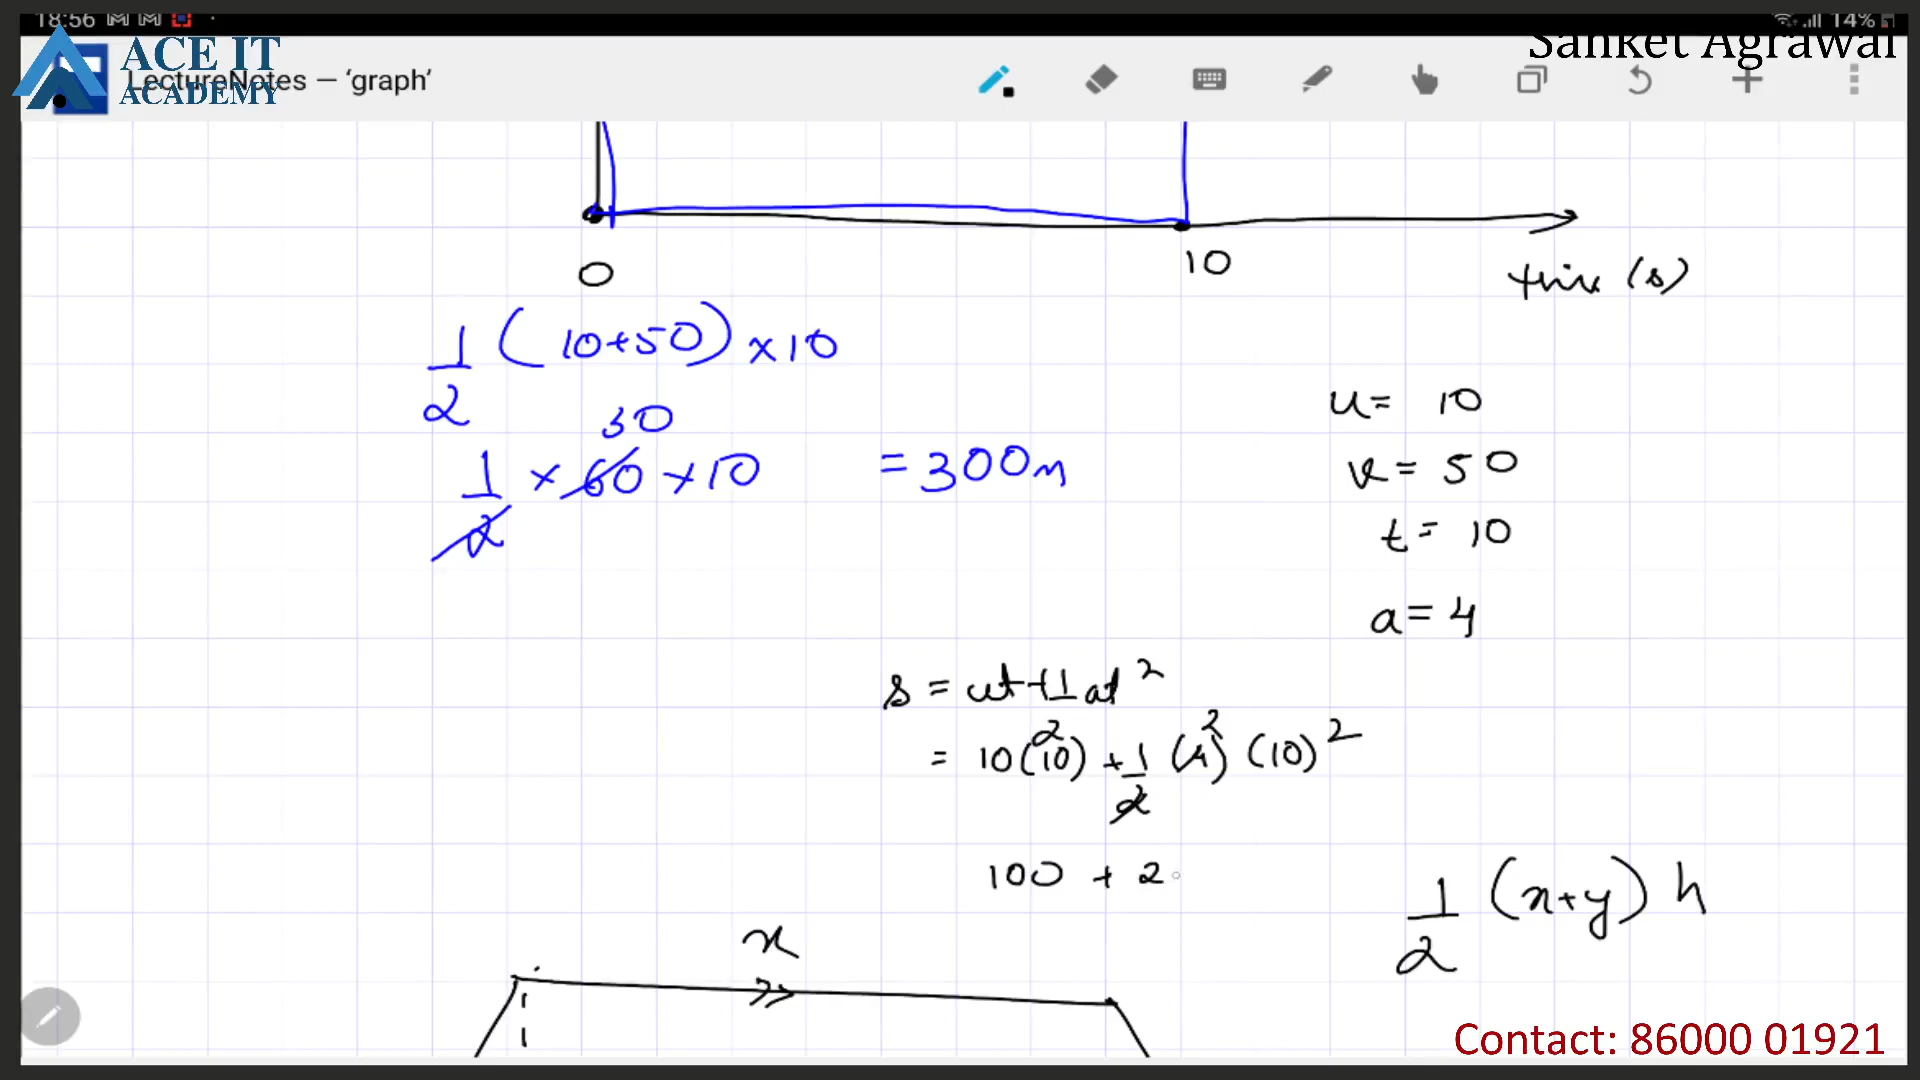 18:56
14%
ACE IT
ACADEMY
LectureNotes — ‘graph’
Sanket Agrawal
0
10
time (s)
1/2 (10+50) ×10
30
1/2 × 60 × 10 = 300m
u = 10
v = 50
t = 10
a = 4
s = ut + 1 at²
2 2
= 10(10) + 1/2 (4) (10)²
100 + 2
1/2 (x+y) h
x
Contact: 86000 01921